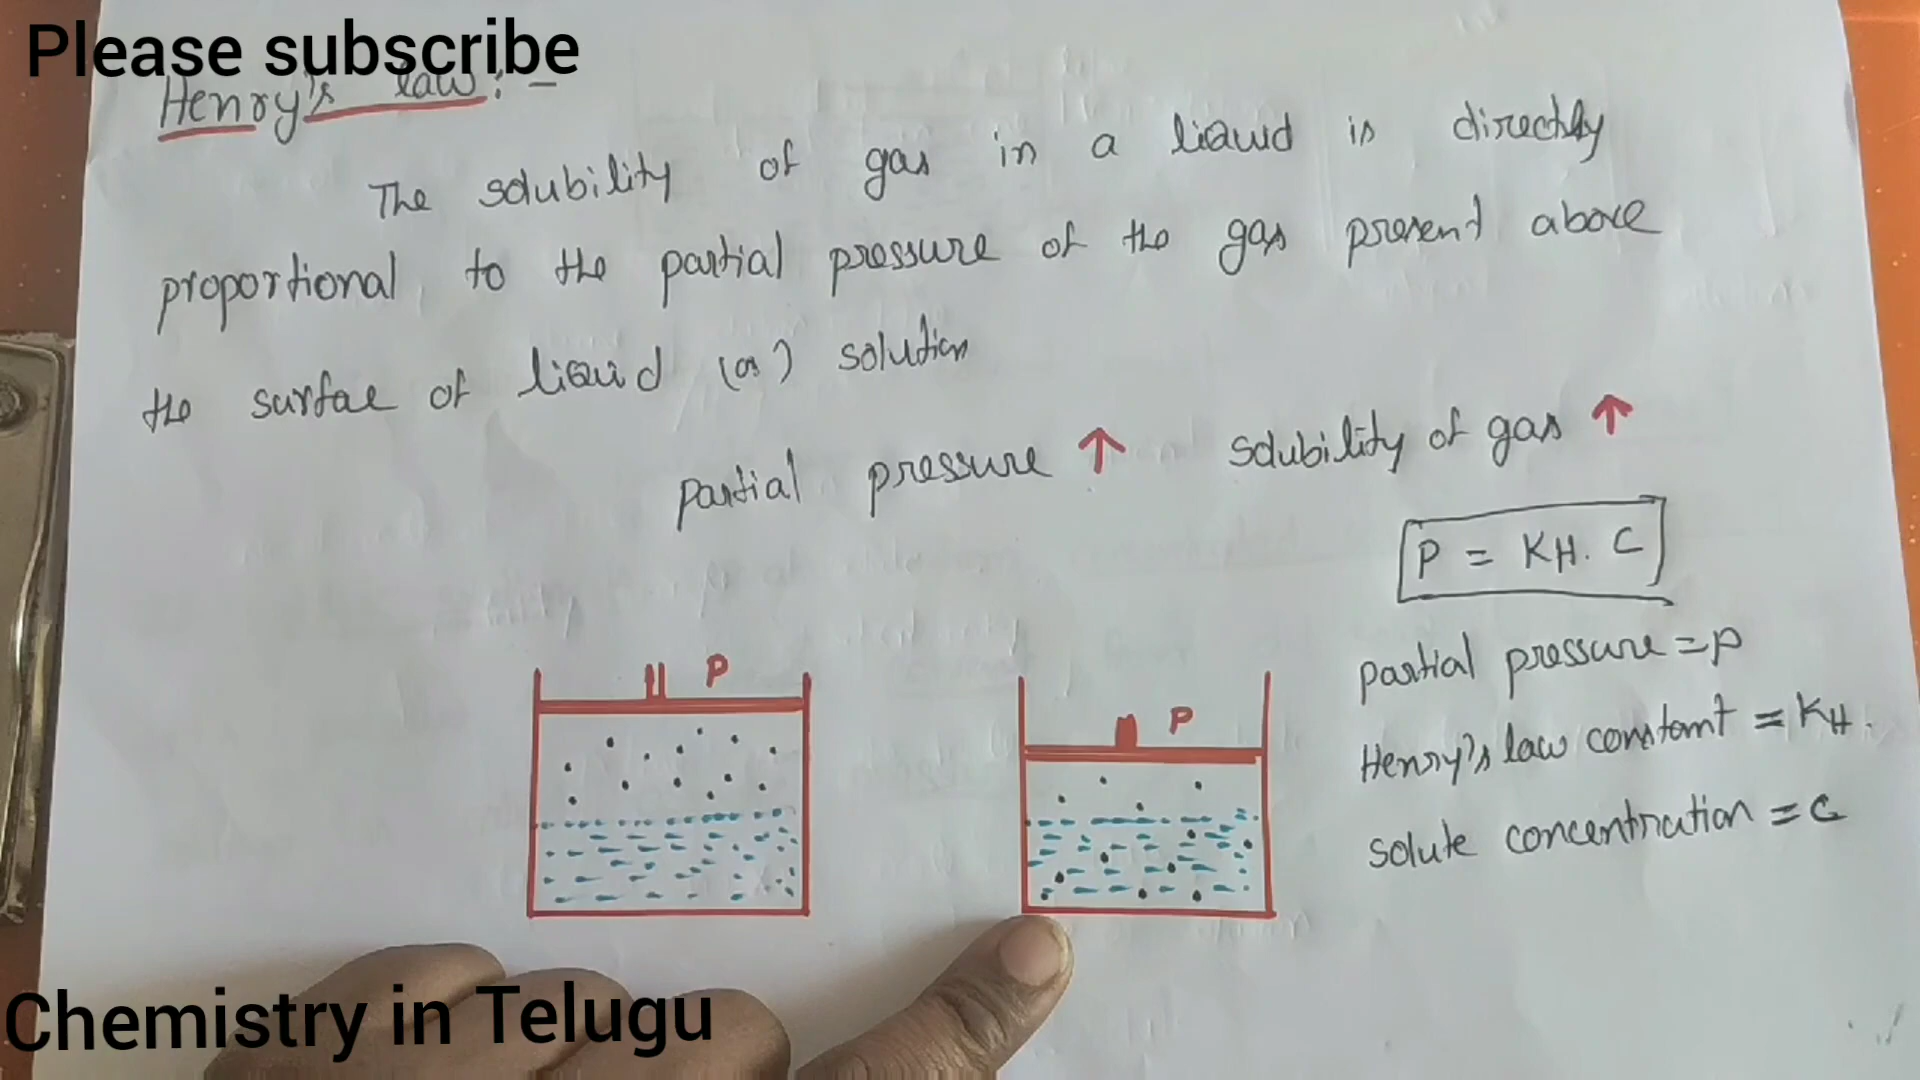 Please subscribe
Henry's law:-
The solubility of gas in a liquid is directly
proportional to the partial pressure of the gas present above
the surfae of liquid (or) solution
partial pressure ↑ solubility of gas ↑
P = KH. C
P
P
partial pressure = p
Henry's law constant = KH.
solute concentration = C
Chemistry in Telugu